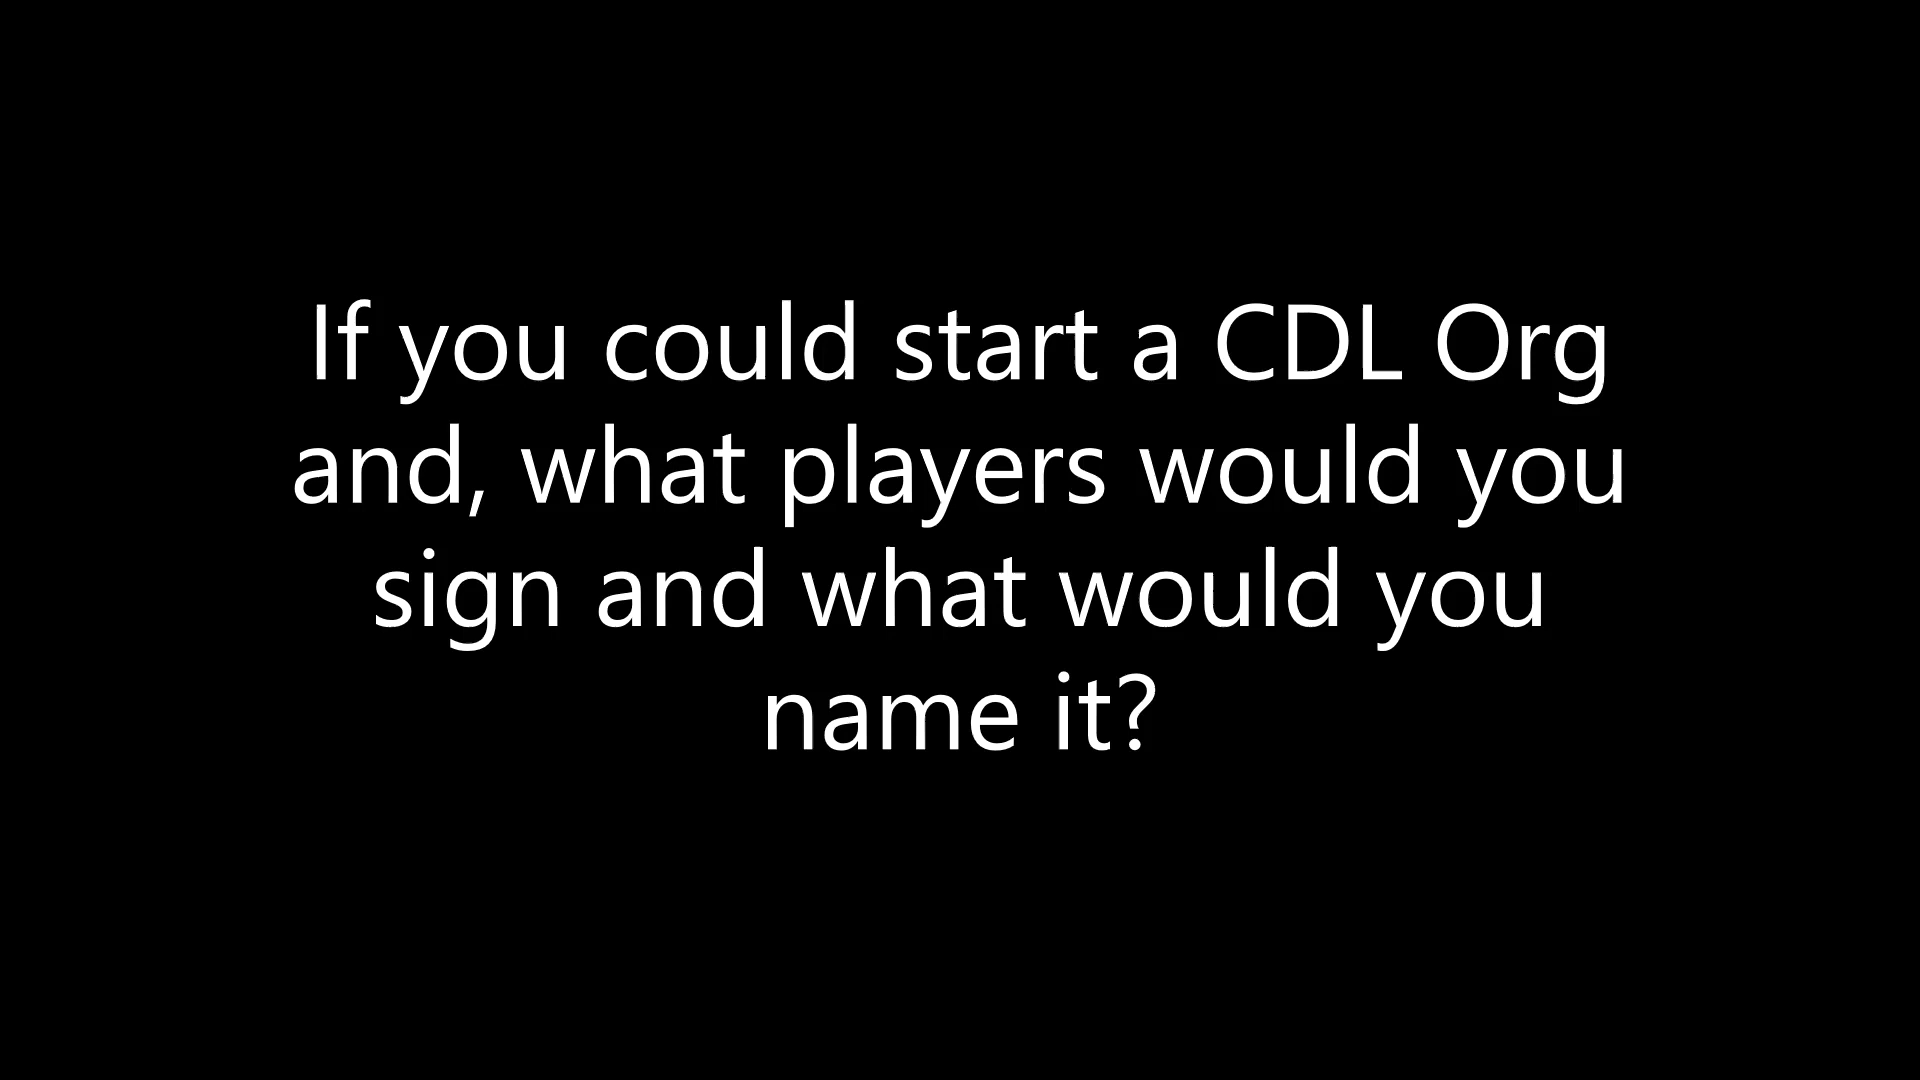 If you could start a CDL Org
and, what players would you
sign and what would you
name it?